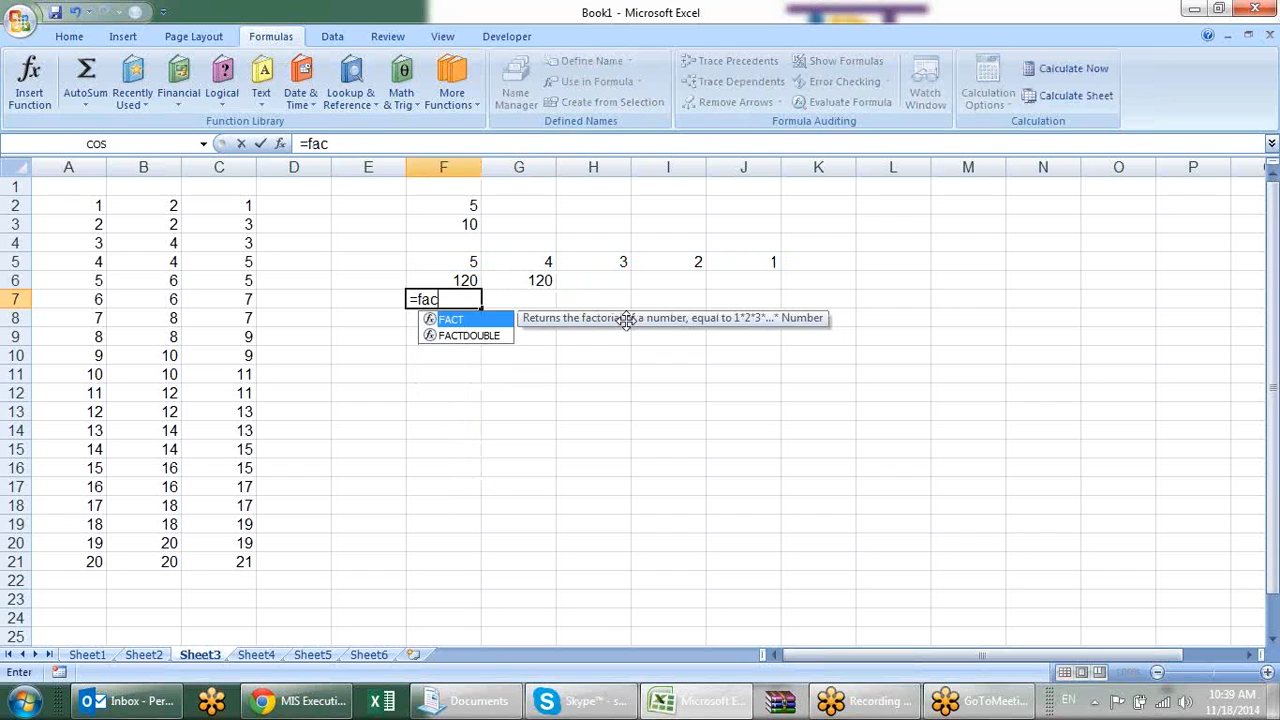 Book1 - Microsoft Excel
Home Insert Page Layout Formulas Data Review View Developer
Insert Function
AutoSum
Recently Used
Financial
Logical
Text
Date & Time
Lookup & Reference
Math & Trig
More Functions
Function Library
Name Manager
Define Name
Use in Formula
Create from Selection
Defined Names
Trace Precedents
Trace Dependents
Remove Arrows
Show Formulas
Error Checking
Evaluate Formula
Formula Auditing
Watch Window
Calculation Options
Calculate Now
Calculate Sheet
Calculation
COS =fac
A B C D E F G H I J K L M N O P
1
2 1 2 1 5
3 2 2 3 10
4 3 4 3
5 4 4 5 5 4 3 2 1
6 5 6 5 120 120
7 6 6 7 =fac
8 7 8 7 FACT Returns the factorial of a number, equal to 1*2*3*...* Number
9 8 8 9 FACTDOUBLE
10 9 10 9
11 10 10 11
12 11 12 11
13 12 12 13
14 13 14 13
15 14 14 15
16 15 16 15
17 16 16 17
18 17 18 17
19 18 18 19
20 19 20 19
21 20 20 21
22
23
24
25
Sheet1 Sheet2 Sheet3 Sheet4 Sheet5 Sheet6
Enter
Inbox - Per... MIS Executi... Documents Skype™ - s... Microsoft E... Recording ... GoToMeeti... EN
10:39 AM
11/18/2014